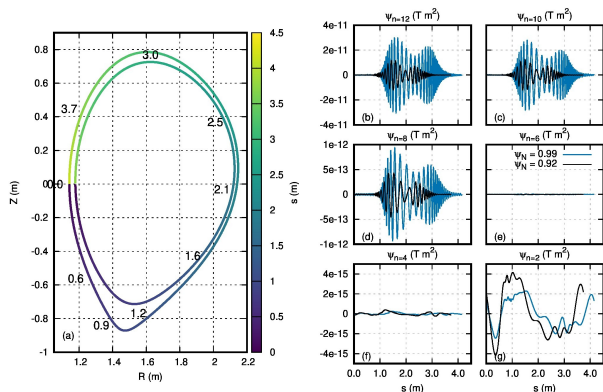 ψn=12 (T m²)
ψn=10 (T m²)
0.8
0.6
0.4
0.2
0
-0.2
-0.4
-0.6
-0.8
-1
Z (m)
3.0
3.7
2.5
0.0
2.1
1.6
0.6
1.2
0.9
(a)
1.2
1.4
1.6
1.8
2
2.2
R (m)
4.5
4
3.5
3
2.5
2
1.5
1
0.5
0
s (m)
4e-11
2e-11
0
-2e-11
-4e-11
(b)
(c)
ψn=8 (T m²)
ψn=6 (T m²)
1e-12
5e-13
0
-5e-13
-1e-12
(d)
ψN = 0.99
ψN = 0.92
(e)
ψn=4 (T m²)
ψn=2 (T m²)
4e-15
2e-15
0
-2e-15
-4e-15
(f)
(g)
0.0
1.0
2.0
3.0
4.0
0.0
1.0
2.0
3.0
4.0
s (m)
s (m)